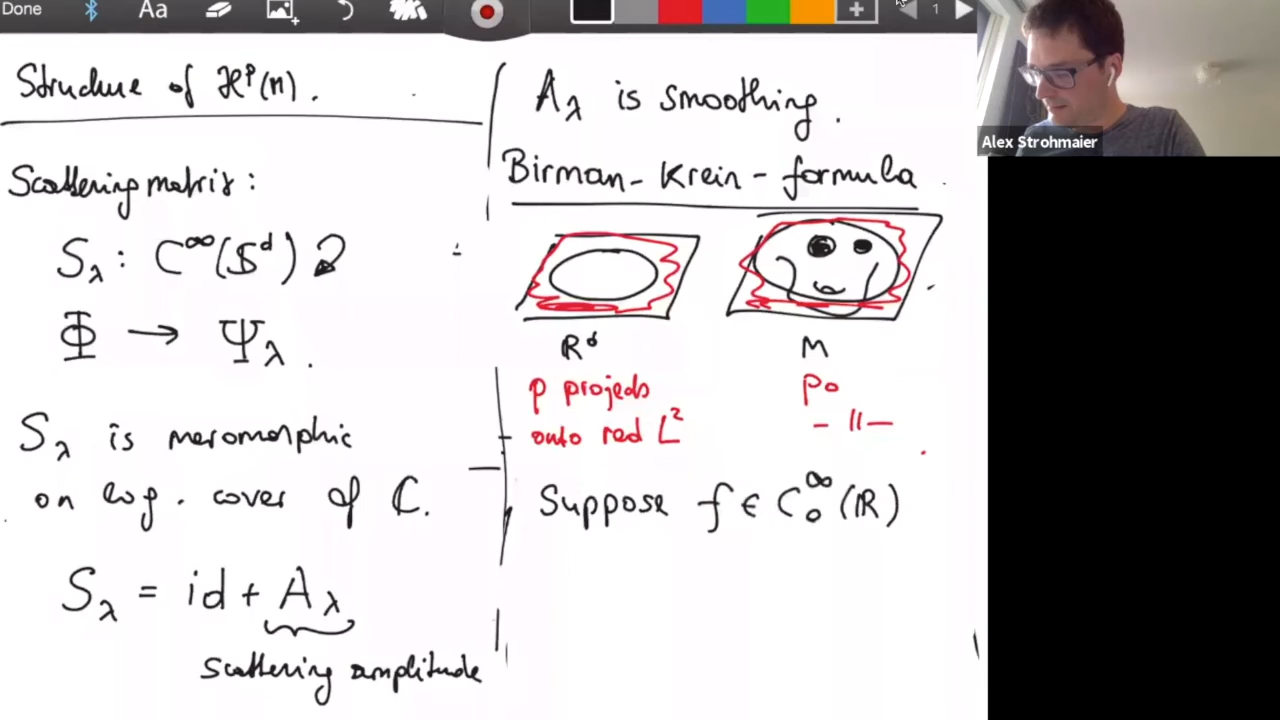 Done
Aa
1
Structure of ℋᵖ(M).
Scattering matrix:
S_λ : C^∞(S^d) ⟲
Φ → Ψ_λ.
S_λ is meromorphic
on log. cover of ℂ.
S_λ = id + A_λ
scattering amplitude
A_λ is smoothing.
Birman-Krein-formula
ℝ^d
M
p projects
onto red L²
p₀
-"-
Suppose f ∈ C₀^∞(ℝ)
Alex Strohmaier